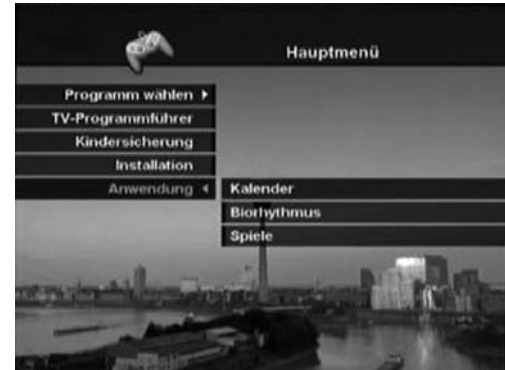 Hauptmenü
Programm wählen
TV-Programmführer
Kindersicherung
Installation
Anwendung
Kalender
Biorhythmus
Spiele